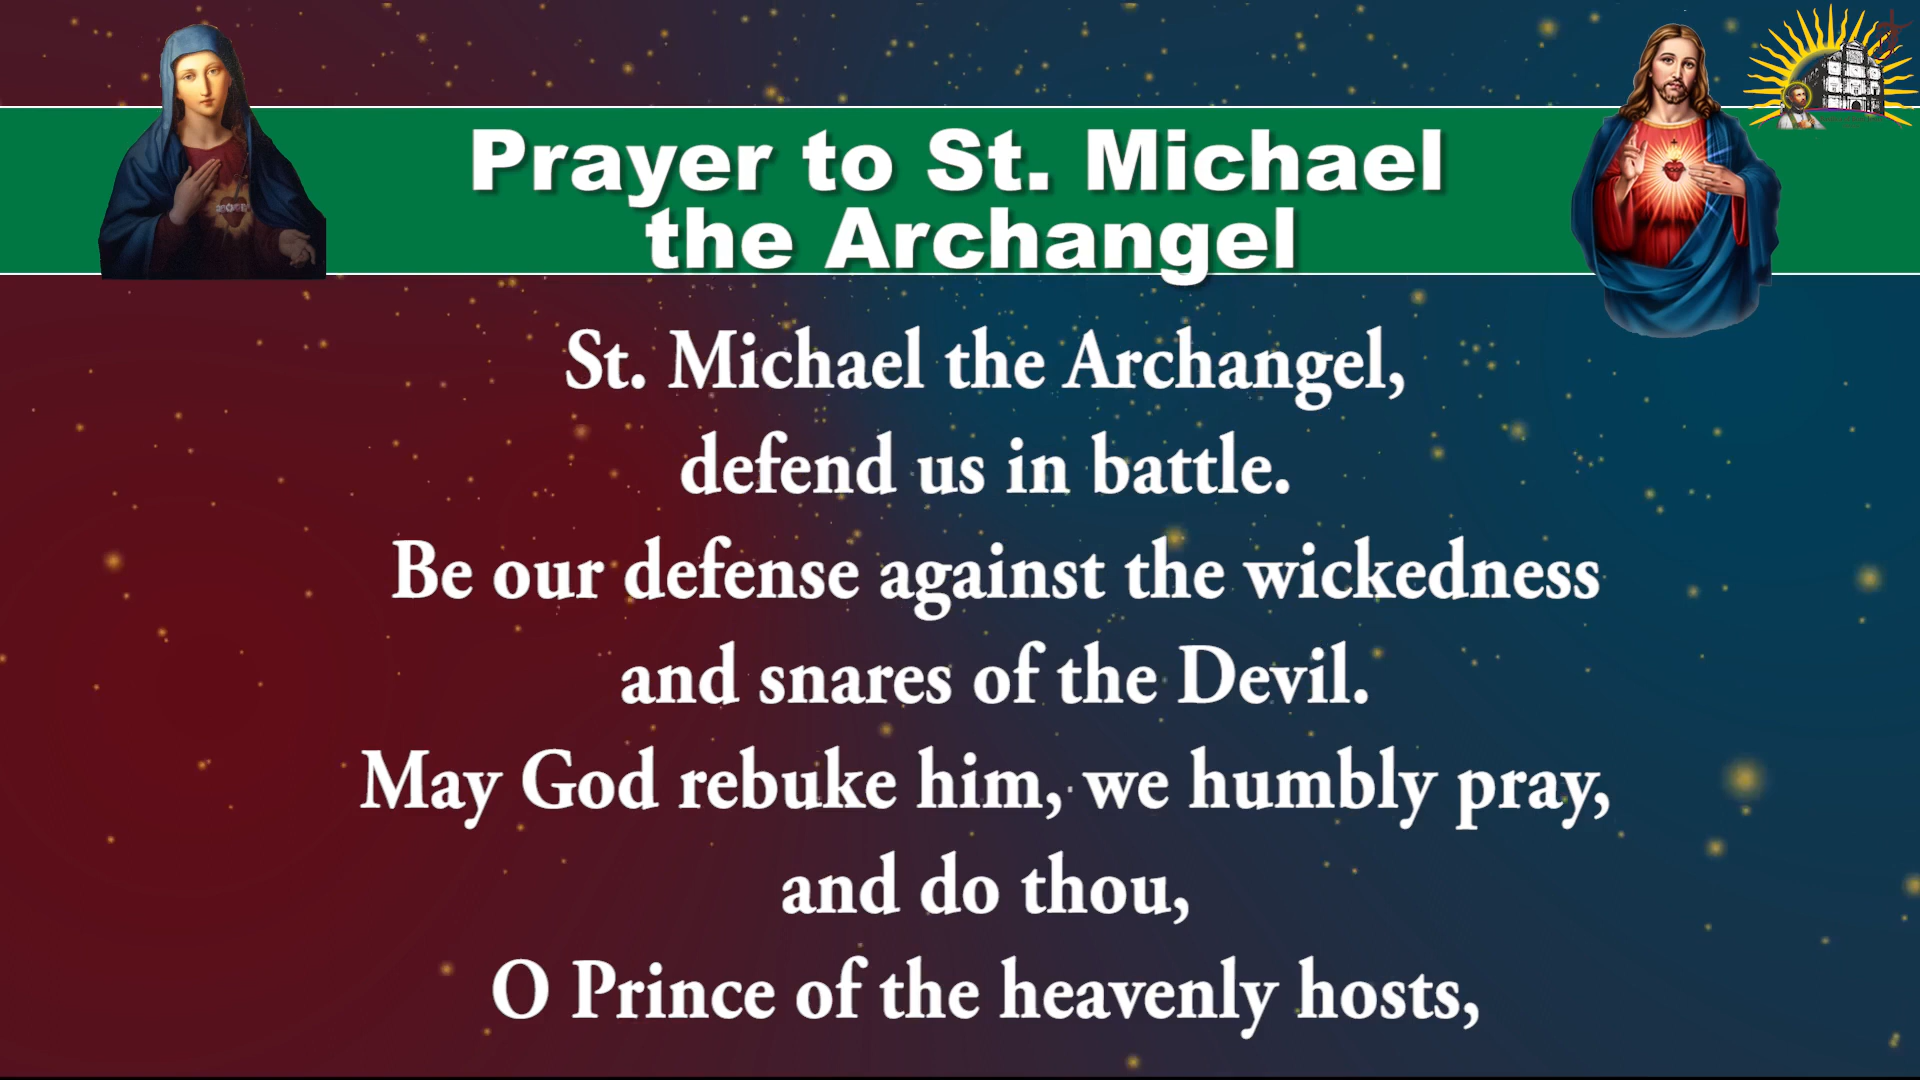 Prayer to St. Michael
the Archangel
St. Michael the Archangel,
defend us in battle.
Be our defense against the wickedness
and snares of the Devil.
May God rebuke him, we humbly pray,
and do thou,
O Prince of the heavenly hosts,